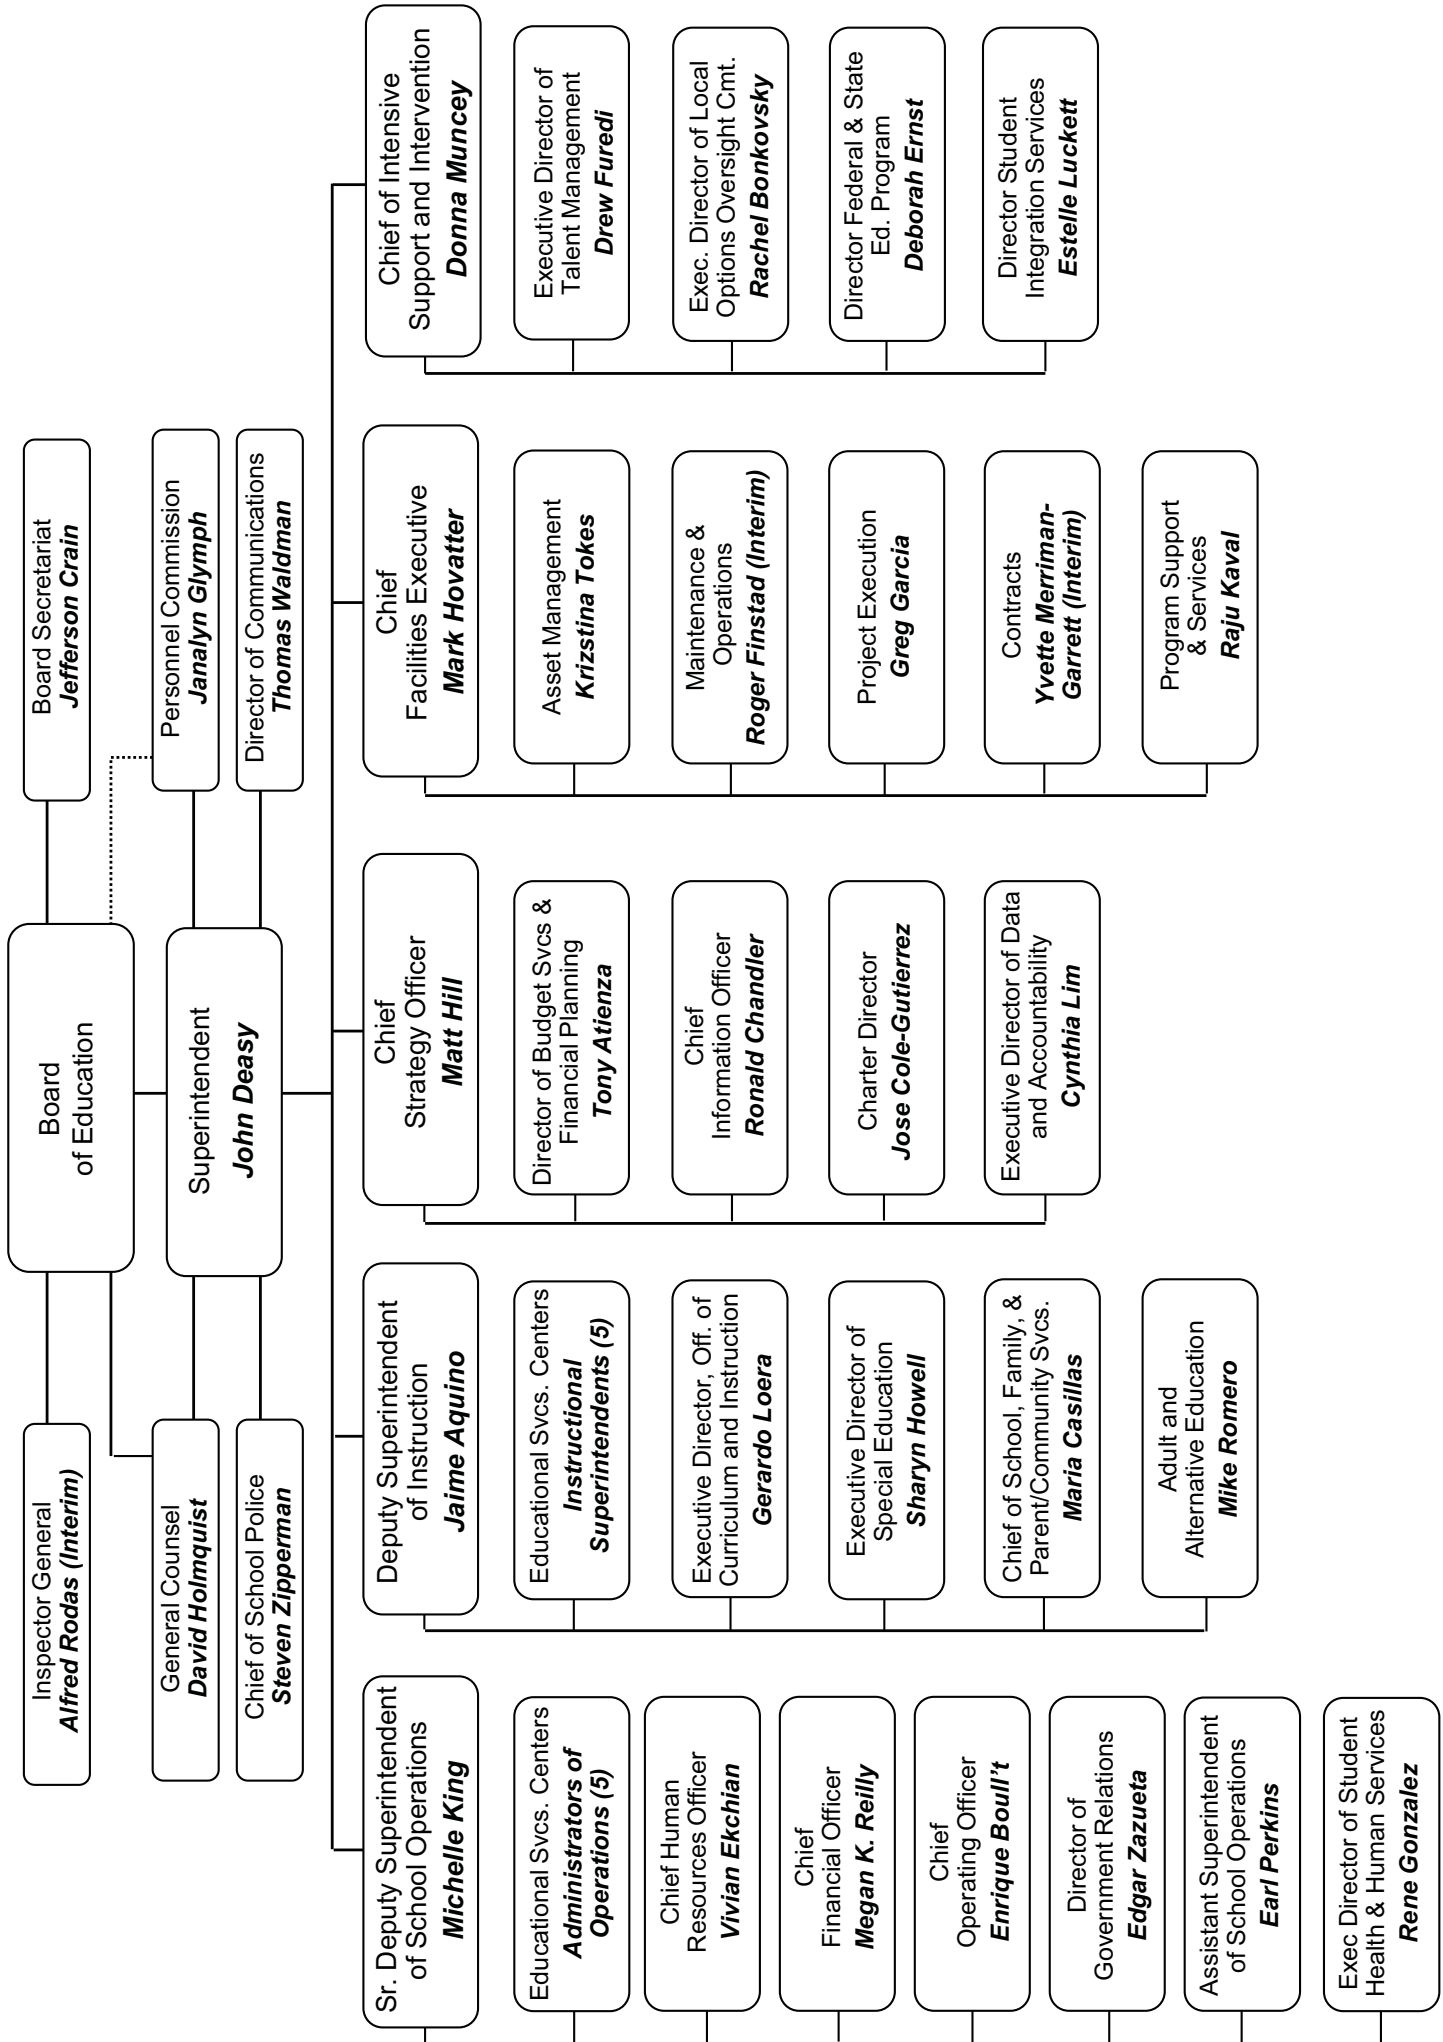 Board
of Education
Inspector General
Alfred Rodas (Interim)
Board Secretariat
Jefferson Crain
Superintendent
John Deasy
General Counsel
David Holmquist
Personnel Commission
Janalyn Glymph
Chief of School Police
Steven Zipperman
Director of Communications
Thomas Waldman
Sr. Deputy Superintendent
of School Operations
Michelle King
Educational Svcs. Centers
Administrators of
Operations (5)
Chief Human
Resources Officer
Vivian Ekchian
Chief
Financial Officer
Megan K. Reilly
Chief
Operating Officer
Enrique Boull't
Director of
Government Relations
Edgar Zazueta
Assistant Superintendent
of School Operations
Earl Perkins
Exec Director of Student
Health & Human Services
Rene Gonzalez
Deputy Superintendent
of Instruction
Jaime Aquino
Educational Svcs. Centers
Instructional
Superintendents (5)
Executive Director, Off. of
Curriculum and Instruction
Gerardo Loera
Executive Director of
Special Education
Sharyn Howell
Chief of School, Family, &
Parent/Community Svcs.
Maria Casillas
Adult and
Alternative Education
Mike Romero
Chief
Strategy Officer
Matt Hill
Director of Budget Svcs &
Financial Planning
Tony Atienza
Chief
Information Officer
Ronald Chandler
Charter Director
Jose Cole-Gutierrez
Executive Director of Data
and Accountability
Cynthia Lim
Chief
Facilities Executive
Mark Hovatter
Asset Management
Krizstina Tokes
Maintenance &
Operations
Roger Finstad (Interim)
Project Execution
Greg Garcia
Contracts
Yvette Merriman-
Garrett (Interim)
Program Support
& Services
Raju Kaval
Chief of Intensive
Support and Intervention
Donna Muncey
Executive Director of
Talent Management
Drew Furedi
Exec. Director of Local
Options Oversight Cmt.
Rachel Bonkovsky
Director Federal & State
Ed. Program
Deborah Ernst
Director Student
Integration Services
Estelle Luckett